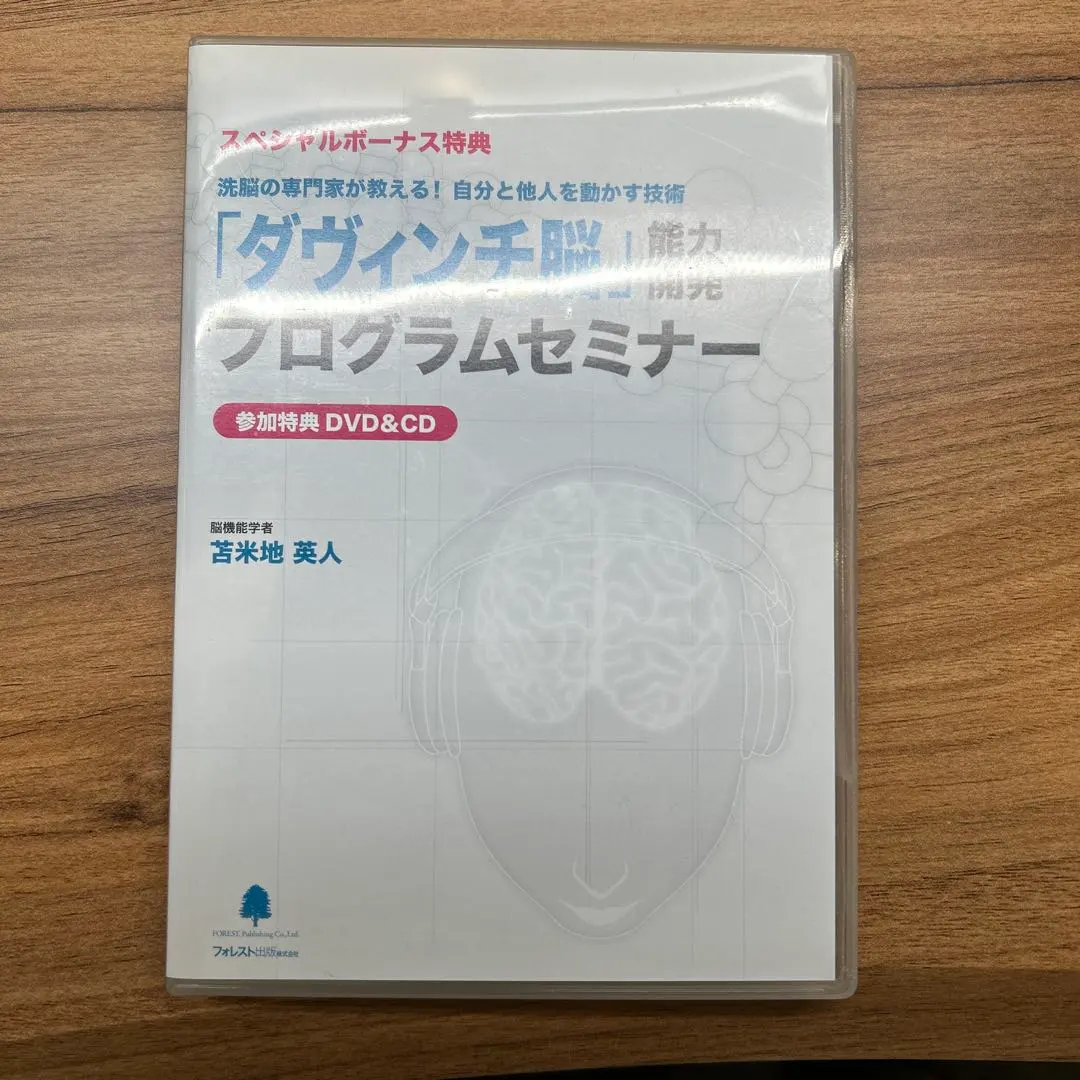 スペシャルボーナス特典
洗脳の専門家が教える！自分と他人を動かす技術
「ダヴィンチ脳」能力開発
プログラムセミナー
参加特典 DVD&CD
脳機能学者
苫米地 英人
FOREST Publishing Co.,Ltd.
フォレスト出版株式会社